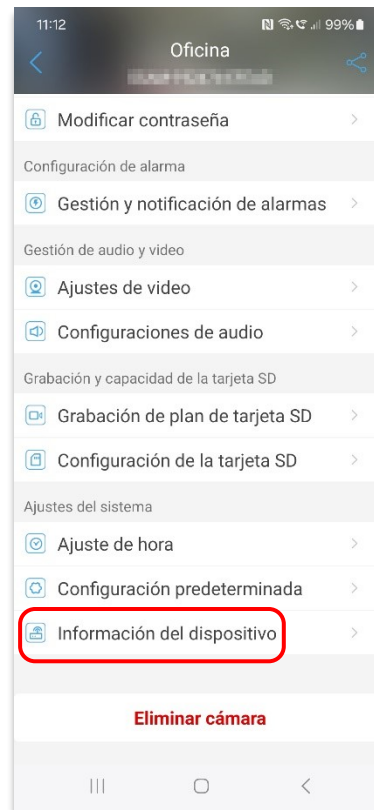 11:12 99%
Oficina
Modificar contraseña
Configuración de alarma
Gestión y notificación de alarmas
Gestión de audio y video
Ajustes de video
Configuraciones de audio
Grabación y capacidad de la tarjeta SD
Grabación de plan de tarjeta SD
Configuración de la tarjeta SD
Ajustes del sistema
Ajuste de hora
Configuración predeterminada
Información del dispositivo
Eliminar cámara